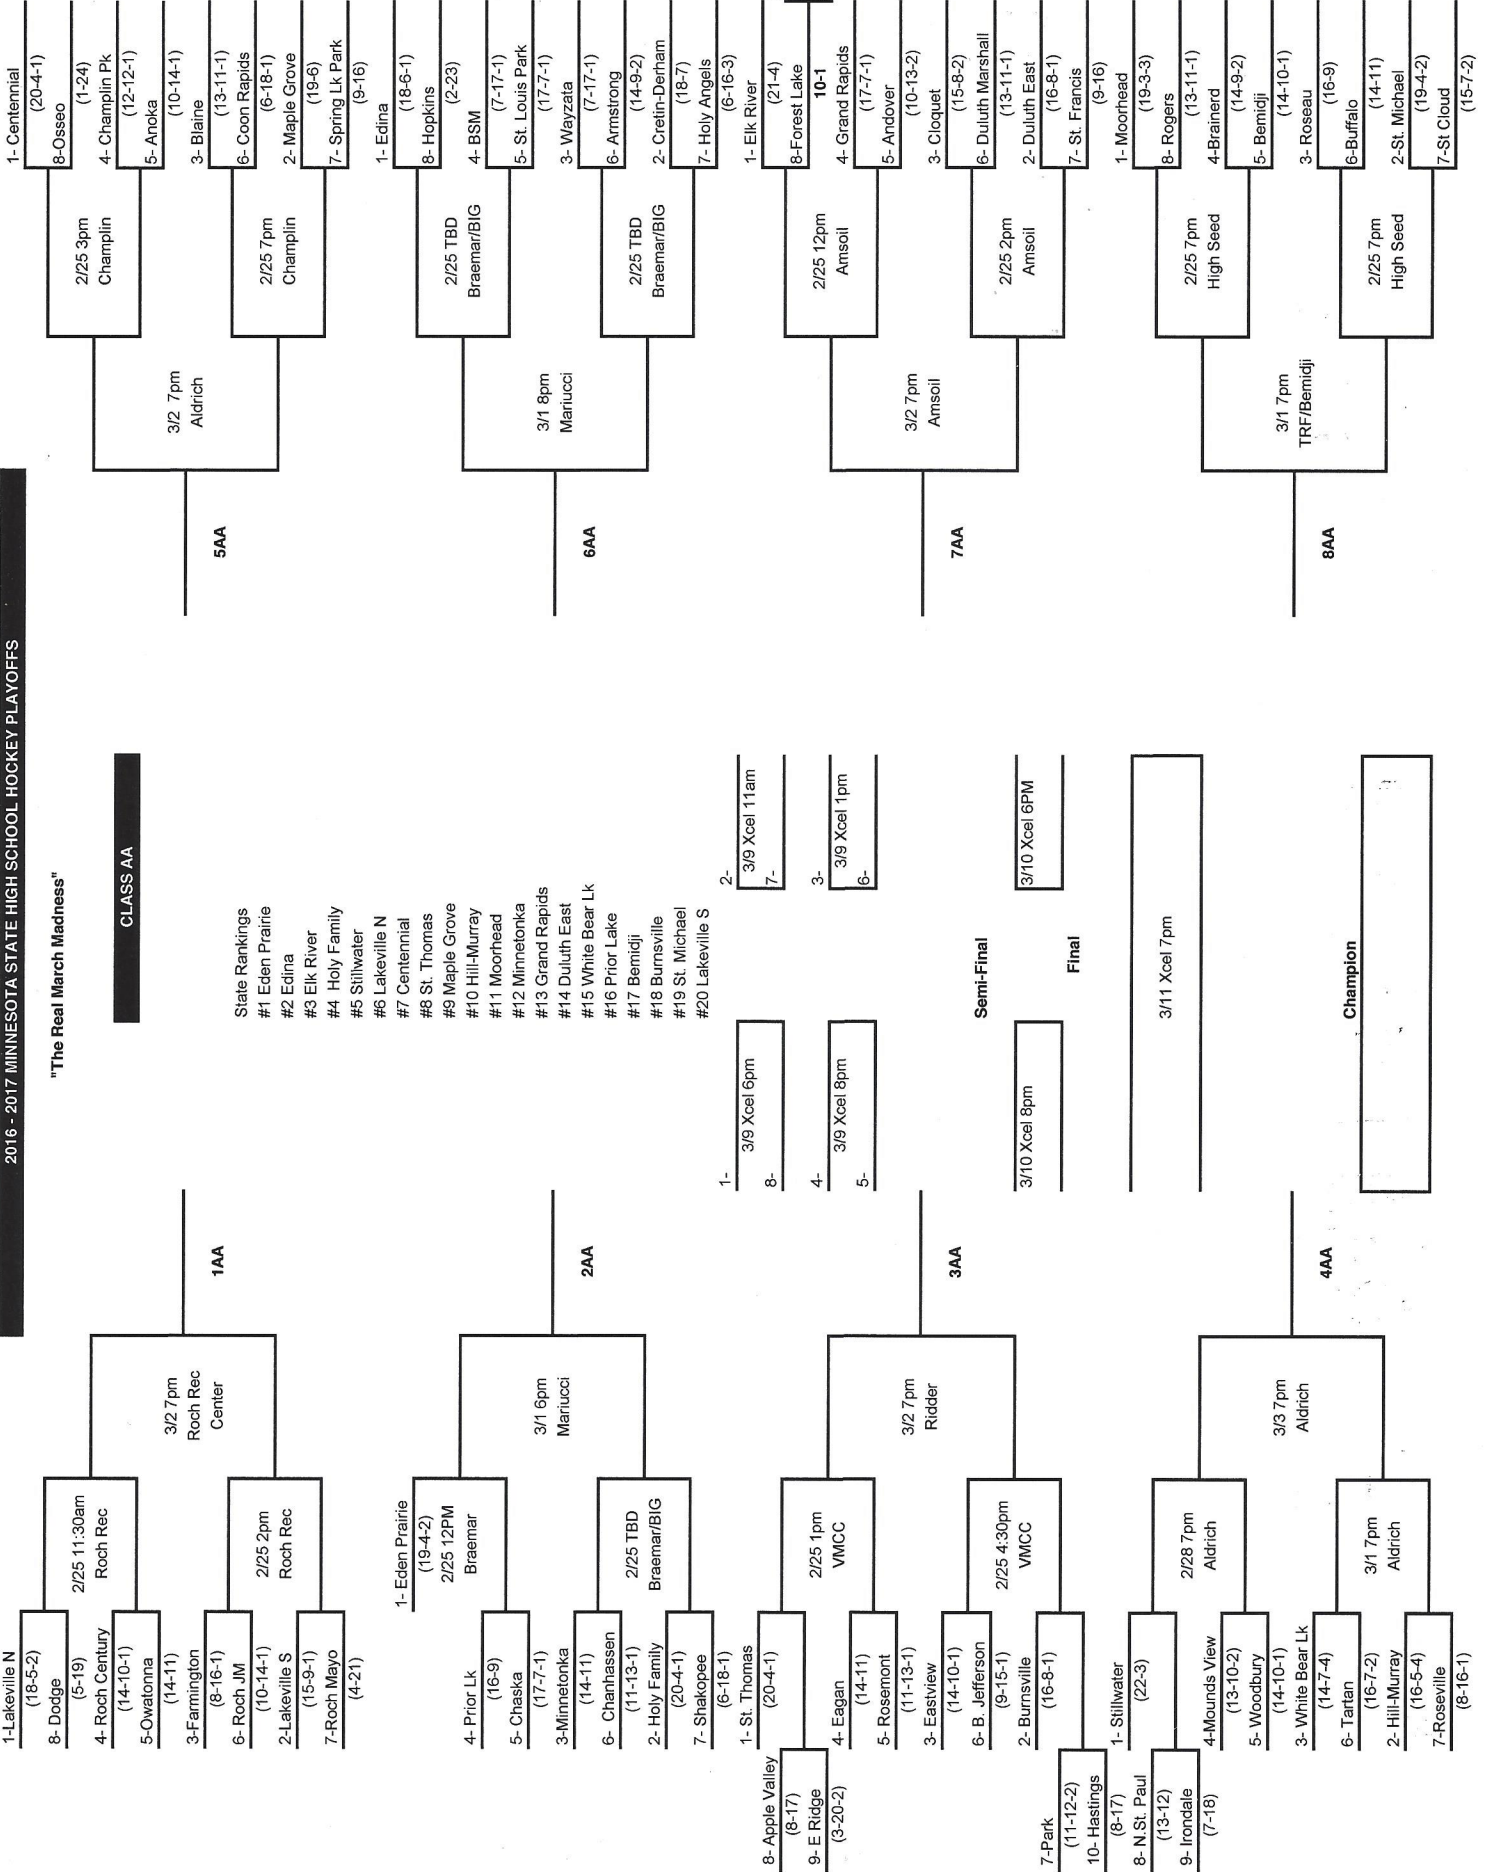 2016 - 2017 MINNESOTA STATE HIGH SCHOOL HOCKEY PLAYOFFS
"The Real March Madness"
CLASS AA
1-Lakeville N
(18-5-2)
8- Dodge
(5-19)
4- Roch Century
(14-10-1)
5-Owatonna
(14-11)
3-Farmington
(8-16-1)
6- Roch JM
(10-14-1)
2-Lakeville S
(15-9-1)
7-Roch Mayo
(4-21)
2/25 11:30am
Roch Rec
2/25 2pm
Roch Rec
3/2 7pm
Roch Rec
Center
1AA
1- Eden Prairie
(19-4-2)
2/25 12PM
Braemar
4- Prior Lk
(16-9)
5- Chaska
(17-7-1)
3-Minnetonka
(14-11)
6- Chanhassen
(11-13-1)
2- Holy Family
(20-4-1)
7- Shakopee
(6-18-1)
2/25 TBD
Braemar/BIG
3/1 6pm
Mariucci
2AA
1- St. Thomas
(20-4-1)
8- Apple Valley
(8-17)
9- E Ridge
(3-20-2)
4- Eagan
(14-11)
5- Rosemont
(11-13-1)
3- Eastview
(14-10-1)
6- B. Jefferson
(9-15-1)
2- Burnsville
(16-8-1)
7-Park
(11-12-2)
10- Hastings
(8-17)
2/25 1pm
VMCC
2/25 4:30pm
VMCC
3/2 7pm
Ridder
3AA
1- Stillwater
(22-3)
8- N.St. Paul
(13-12)
9- Irondale
(7-18)
4-Mounds View
(13-10-2)
5- Woodbury
(14-10-1)
3- White Bear Lk
(14-7-4)
6- Tartan
(16-7-2)
2- Hill-Murray
(16-5-4)
7-Roseville
(8-16-1)
2/28 7pm
Aldrich
3/1 7pm
Aldrich
3/3 7pm
Aldrich
4AA
State Rankings
#1 Eden Prairie
#2 Edina
#3 Elk River
#4 Holy Family
#5 Stillwater
#6 Lakeville N
#7 Centennial
#8 St. Thomas
#9 Maple Grove
#10 Hill-Murray
#11 Moorhead
#12 Minnetonka
#13 Grand Rapids
#14 Duluth East
#15 White Bear Lk
#16 Prior Lake
#17 Bemidji
#18 Burnsville
#19 St. Michael
#20 Lakeville S
1-
3/9 Xcel 6pm
8-
4-
3/9 Xcel 8pm
5-
2-
3/9 Xcel 11am
7-
3-
3/9 Xcel 1pm
6-
Semi-Final
3/10 Xcel 8pm
3/10 Xcel 6PM
Final
3/11 Xcel 7pm
Champion
1- Centennial
(20-4-1)
8-Osseo
(1-24)
4- Champlin Pk
(12-12-1)
5- Anoka
(10-14-1)
3- Blaine
(13-11-1)
6- Coon Rapids
(6-18-1)
2- Maple Grove
(19-6)
7- Spring Lk Park
(9-16)
2/25 3pm
Champlin
2/25 7pm
Champlin
3/2 7pm
Aldrich
5AA
1- Edina
(18-6-1)
8- Hopkins
(2-23)
4- BSM
(7-17-1)
5- St. Louis Park
(17-7-1)
3- Wayzata
(7-17-1)
6- Armstrong
(14-9-2)
2- Cretin-Derham
(18-7)
7- Holy Angels
(6-16-3)
2/25 TBD
Braemar/BIG
2/25 TBD
Braemar/BIG
3/1 8pm
Mariucci
6AA
1- Elk River
(21-4)
8-Forest Lake
10-1
4- Grand Rapids
(17-7-1)
5- Andover
(10-13-2)
3- Cloquet
(15-8-2)
6- Duluth Marshall
(13-11-1)
2- Duluth East
(16-8-1)
7- St. Francis
(9-16)
2/25 12pm
Amsoil
2/25 2pm
Amsoil
3/2 7pm
Amsoil
7AA
1- Moorhead
(19-3-3)
8- Rogers
(13-11-1)
4-Brainerd
(14-9-2)
5- Bemidji
(14-10-1)
3- Roseau
(16-9)
6-Buffalo
(14-11)
2-St. Michael
(19-4-2)
7-St Cloud
(15-7-2)
2/25 7pm
High Seed
2/25 7pm
High Seed
3/1 7pm
TRF/Bemidji
8AA